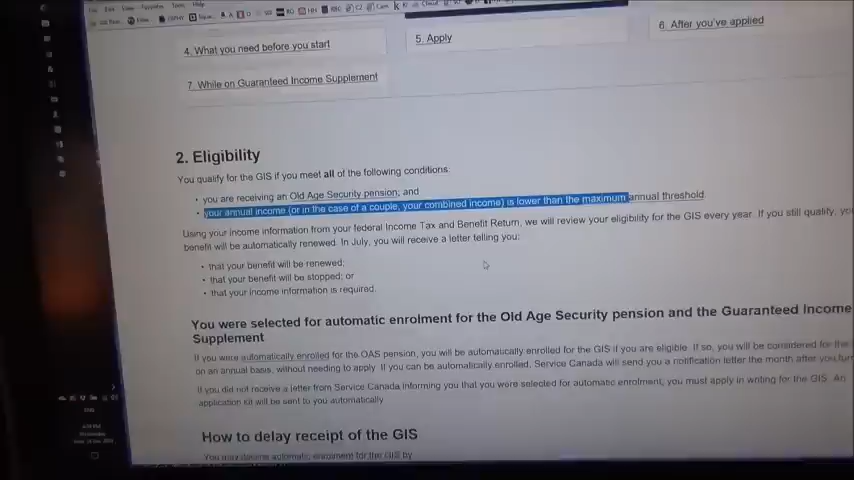 4. What you need before you start
5. Apply
6. After you've applied
7. While on Guaranteed Income Supplement
2. Eligibility
You qualify for the GIS if you meet all of the following conditions:
• you are receiving an Old Age Security pension; and
• your annual income (or in the case of a couple, your combined income) is lower than the maximum annual threshold
Using your income information from your federal Income Tax and Benefit Return, we will review your eligibility for the GIS every year. If you still qualify, you
benefit will be automatically renewed. In July, you will receive a letter telling you:
• that your benefit will be renewed;
• that your benefit will be stopped; or
• that your income information is required.
You were selected for automatic enrolment for the Old Age Security pension and the Guaranteed Income
Supplement
If you were automatically enrolled for the OAS pension, you will be automatically enrolled for the GIS if you are eligible. If so, you will be considered for the
on an annual basis, without needing to apply. If you can be automatically enrolled, Service Canada will send you a notification letter the month after you turn
If you did not receive a letter from Service Canada informing you that you were selected for automatic enrolment, you must apply in writing for the GIS. An
application kit will be sent to you automatically
How to delay receipt of the GIS
You may delay automatic enrolment for the GIS by